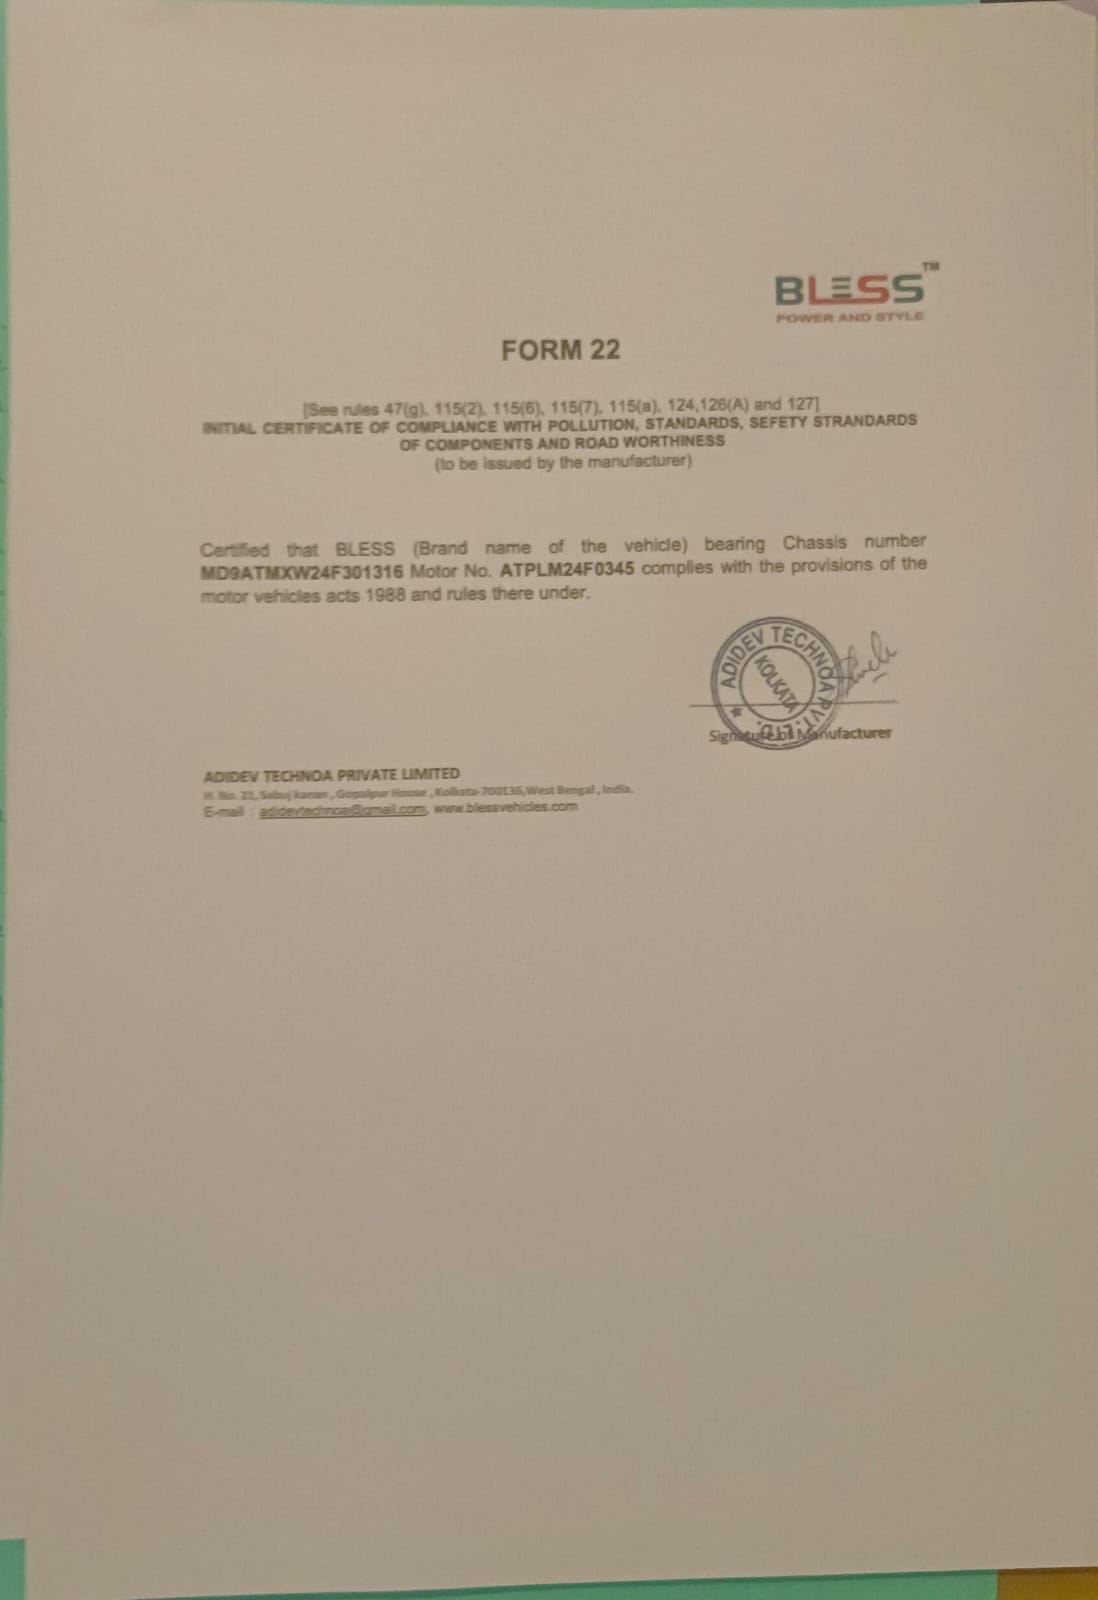 BLESS TM
POWER AND STYLE
FORM 22
[See rules 47(g), 115(2), 115(6), 115(7), 115(a), 124,126(A) and 127]
INITIAL CERTIFICATE OF COMPLIANCE WITH POLLUTION, STANDARDS, SEFETY STRANDARDS
OF COMPONENTS AND ROAD WORTHINESS
(to be issued by the manufacturer)
Certified that BLESS (Brand name of the vehicle) bearing Chassis number
MD9ATMXW24F301316 Motor No. ATPLM24F0345 complies with the provisions of the
motor vehicles acts 1988 and rules there under.
ADIDEV TECHNOA PVT. LTD.
KOLKATA
Signature of Manufacturer
ADIDEV TECHNOA PRIVATE LIMITED
H. No. 21, Sabuj kanan , Gopalpur House , Kolkata-700136,West Bengal , India.
E-mail : adidevtechnoa@gmail.com, www.blessvehicles.com